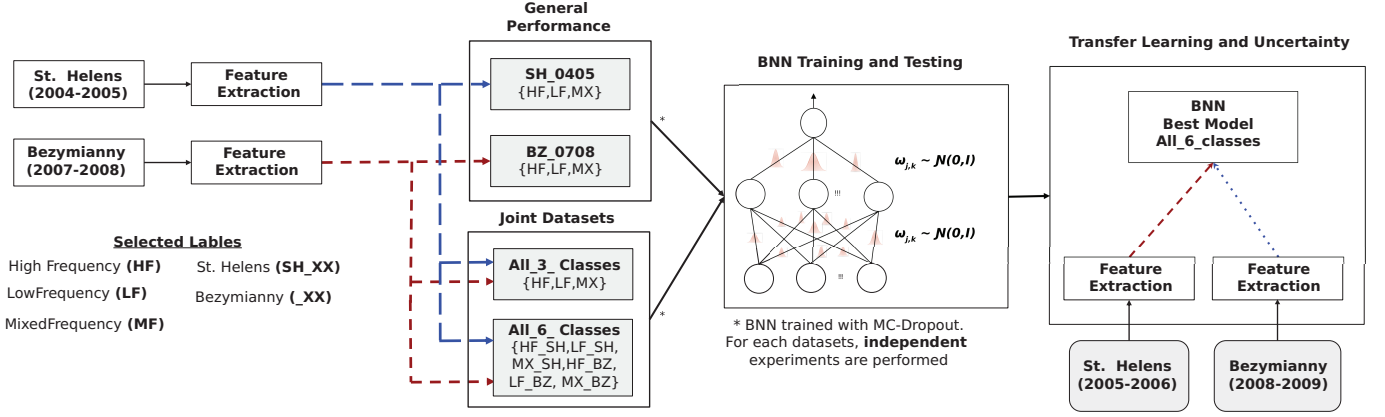 General
Performance
St. Helens
(2004-2005)
Feature
Extraction
SH_0405
{HF,LF,MX}
Bezymianny
(2007-2008)
Feature
Extraction
BZ_0708
{HF,LF,MX}
*
Joint Datasets
All_3_ Classes
{HF,LF,MX}
All_6_ Classes
{HF_SH,LF_SH,
MX_SH,HF_BZ,
LF_BZ, MX_BZ}
*
Selected Lables
High Frequency (HF)
LowFrequency (LF)
MixedFrequency (MF)
St. Helens (SH_XX)
Bezymianny (_XX)
BNN Training and Testing
!!!
ωj,k ~ N(0,I)
ωj,k ~ N(0,I)
!!!
* BNN trained with MC-Dropout.
For each datasets, independent
experiments are performed
Transfer Learning and Uncertainty
BNN
Best Model
All_6_classes
Feature
Extraction
Feature
Extraction
St. Helens
(2005-2006)
Bezymianny
(2008-2009)